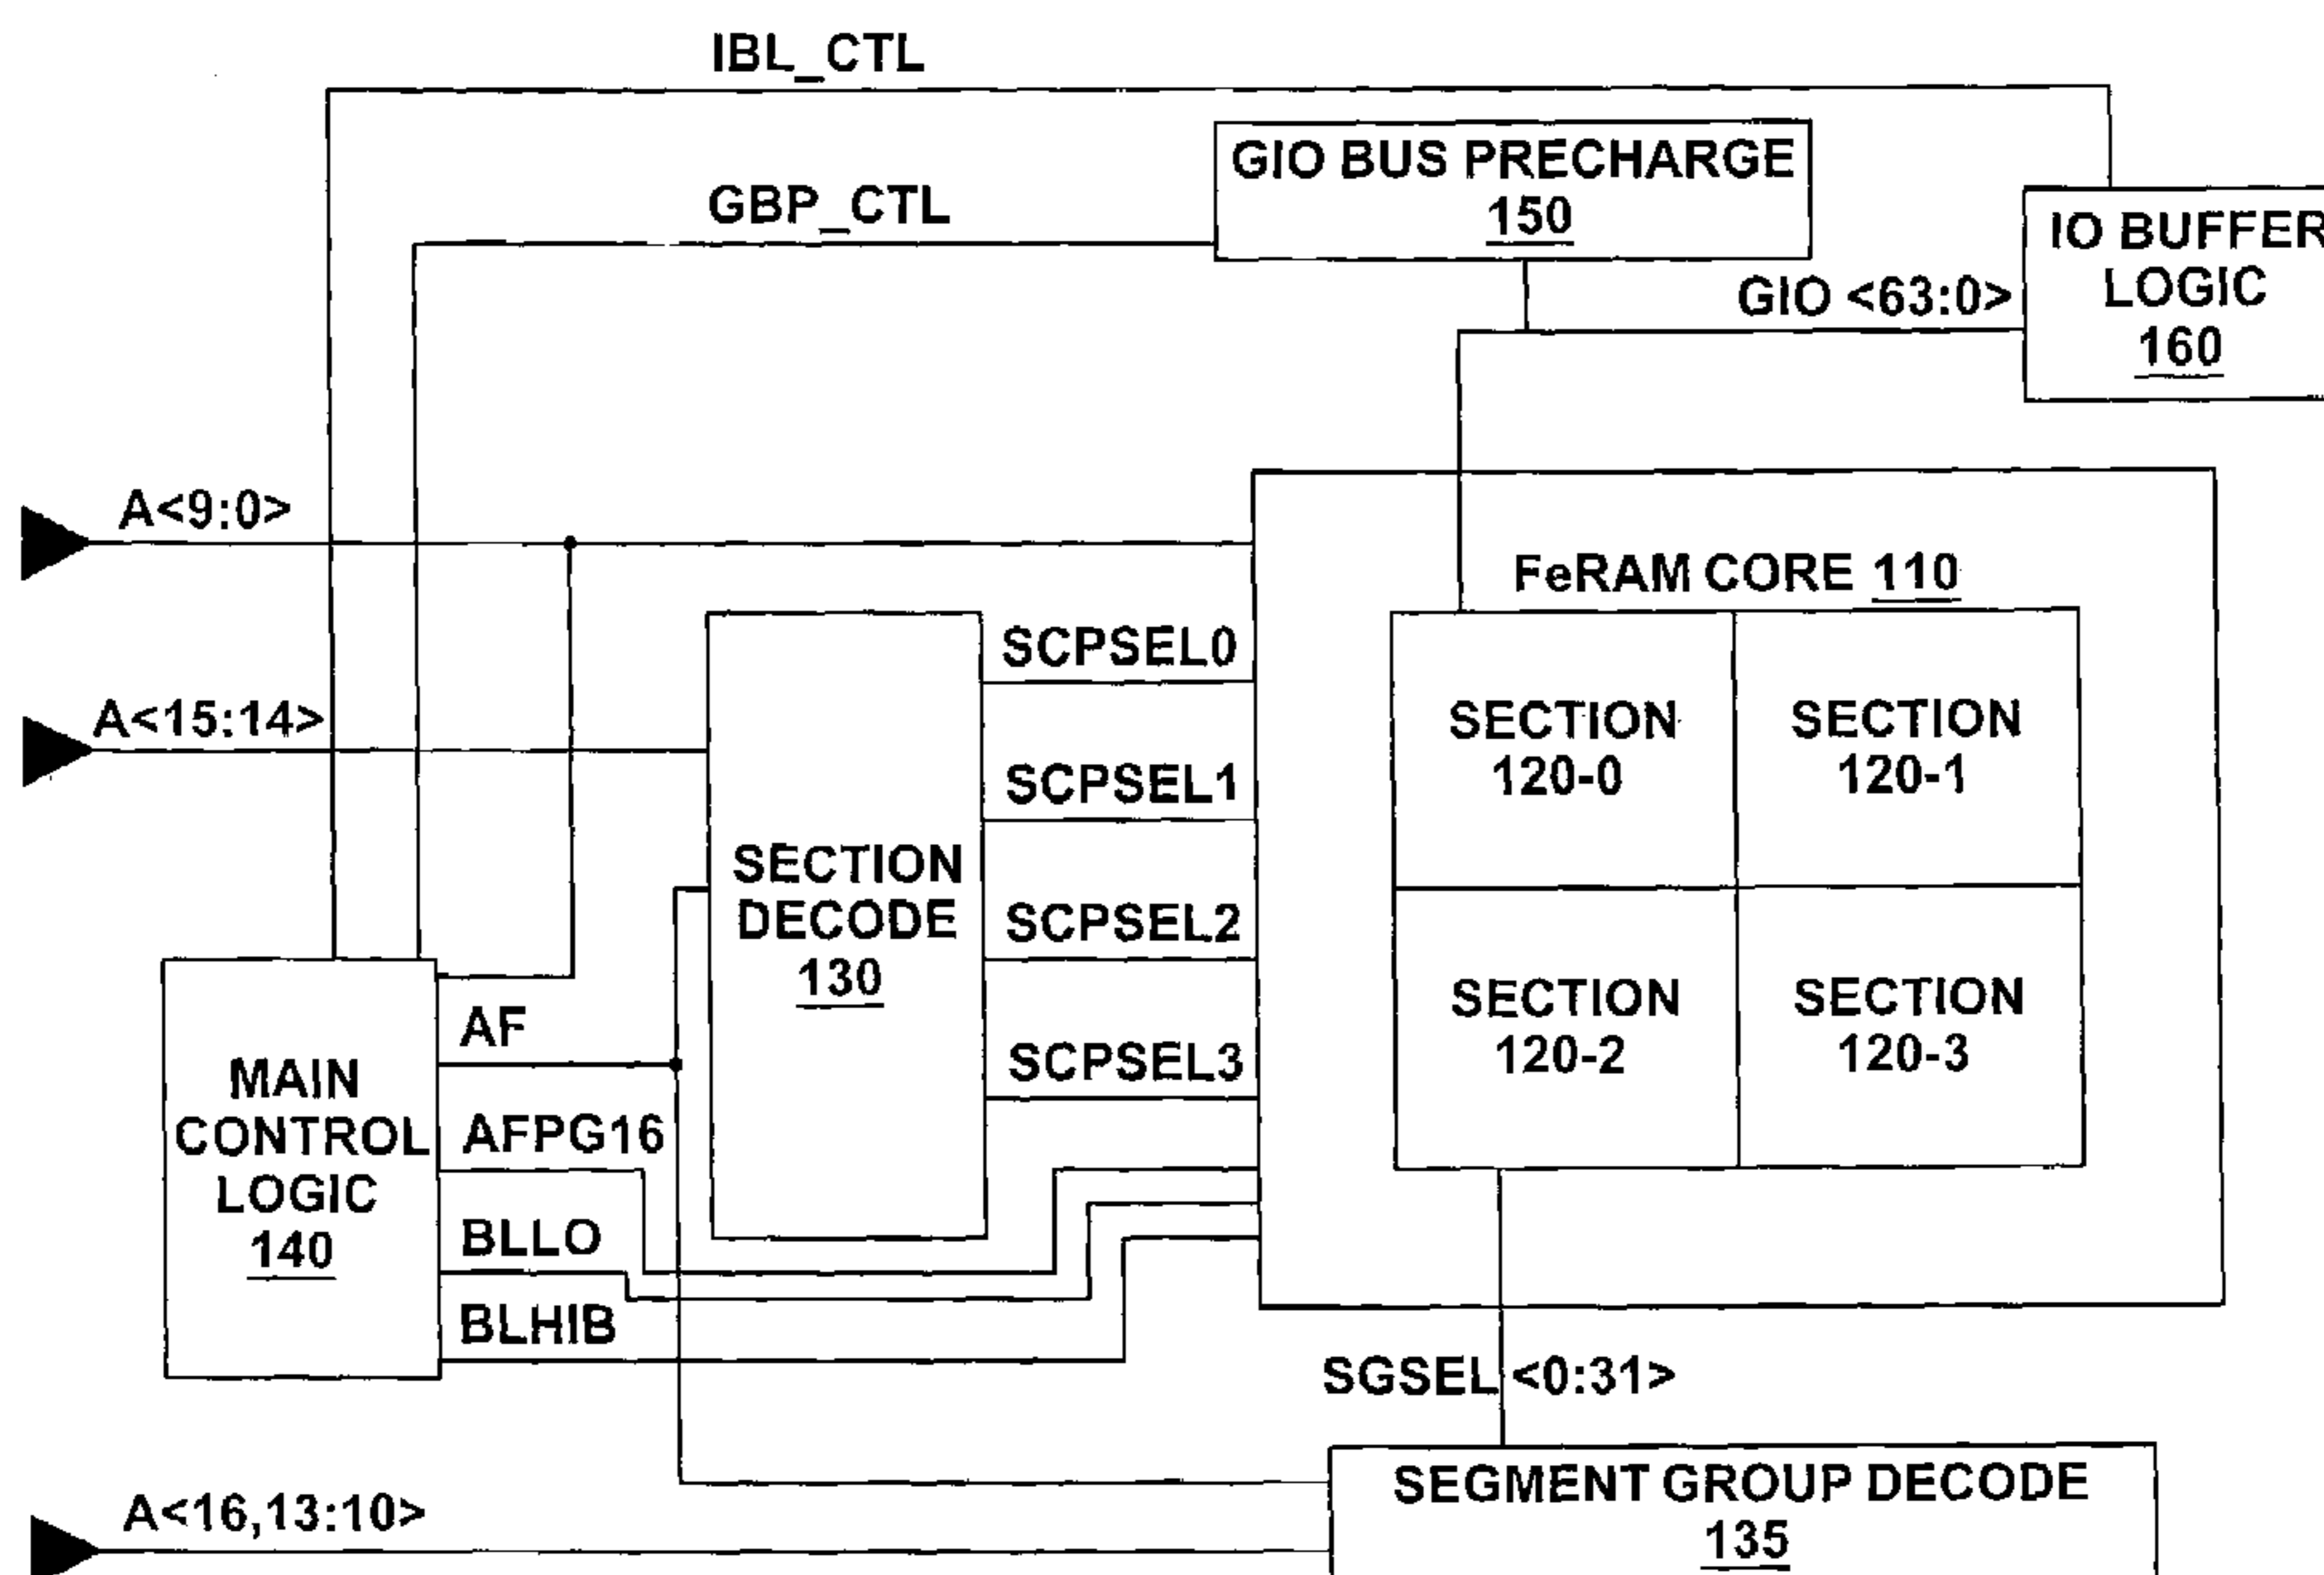 IBL_CTL
GIO BUS PRECHARGE
150
GBP_CTL
IO BUFFER
LOGIC
160
GIO <63:0>
A<9:0>
FeRAM CORE 110
SCPSEL0
A<15:14>
SECTION
120-0
SECTION
120-1
SCPSEL1
SECTION
DECODE
130
SCPSEL2
SECTION
120-2
SECTION
120-3
SCPSEL3
AF
MAIN
CONTROL
LOGIC
140
AFPG16
BLLO
BLHIB
SGSEL <0:31>
SEGMENT GROUP DECODE
135
A<16,13:10>